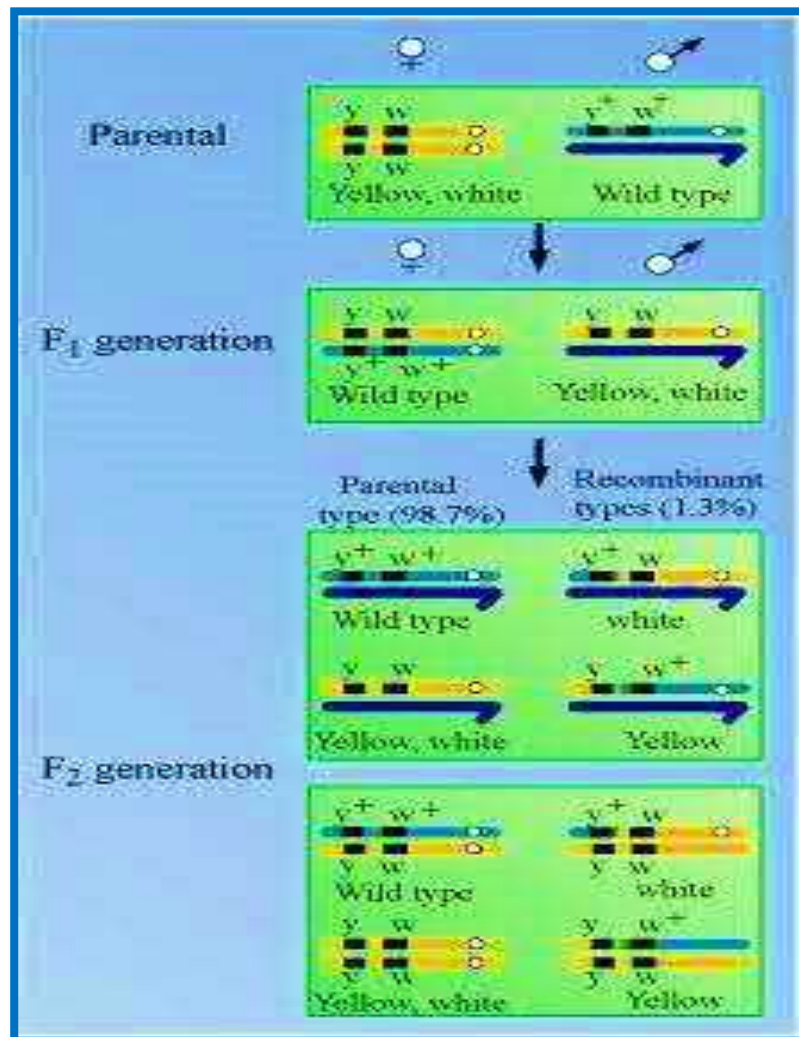 ♀ ♂
Parental
y w y+ w+
y w
Yellow, white Wild type
♀ ♂
F1 generation
y w y w
y+ w+
Wild type Yellow, white
Parental type (98.7%)
Recombinant types (1.3%)
y+ w+ y+ w
Wild type white
y w y w+
Yellow, white Yellow
F2 generation
y+ w+ y+ w
y w y w
Wild type white
y w y w+
y w y w
Yellow, white Yellow